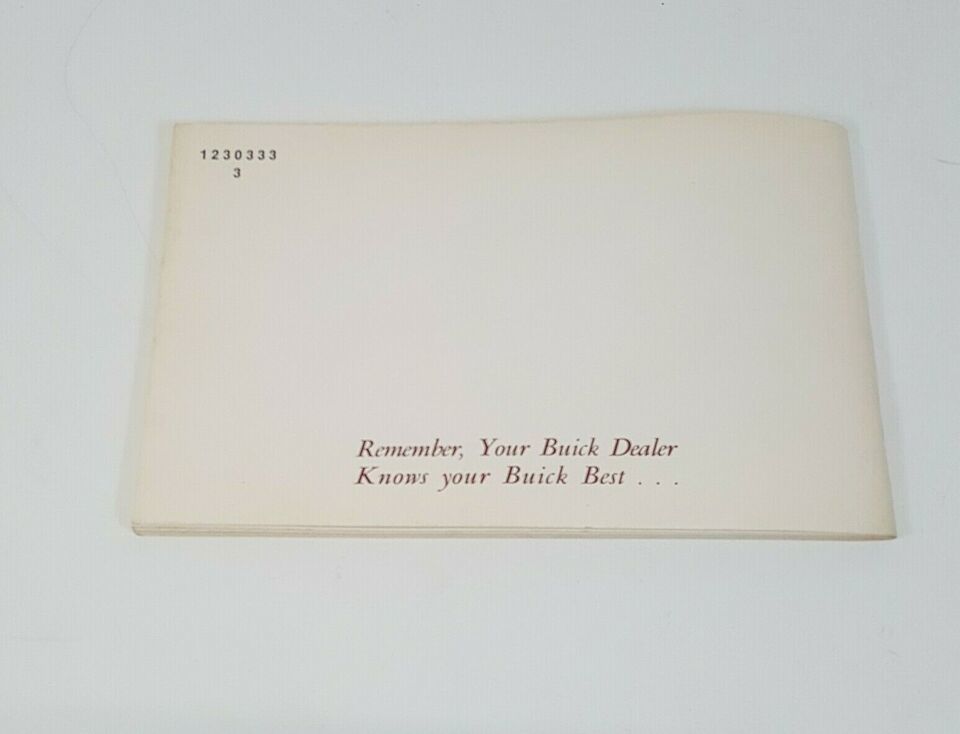 1230333
3
Remember, Your Buick Dealer
Knows your Buick Best . . .